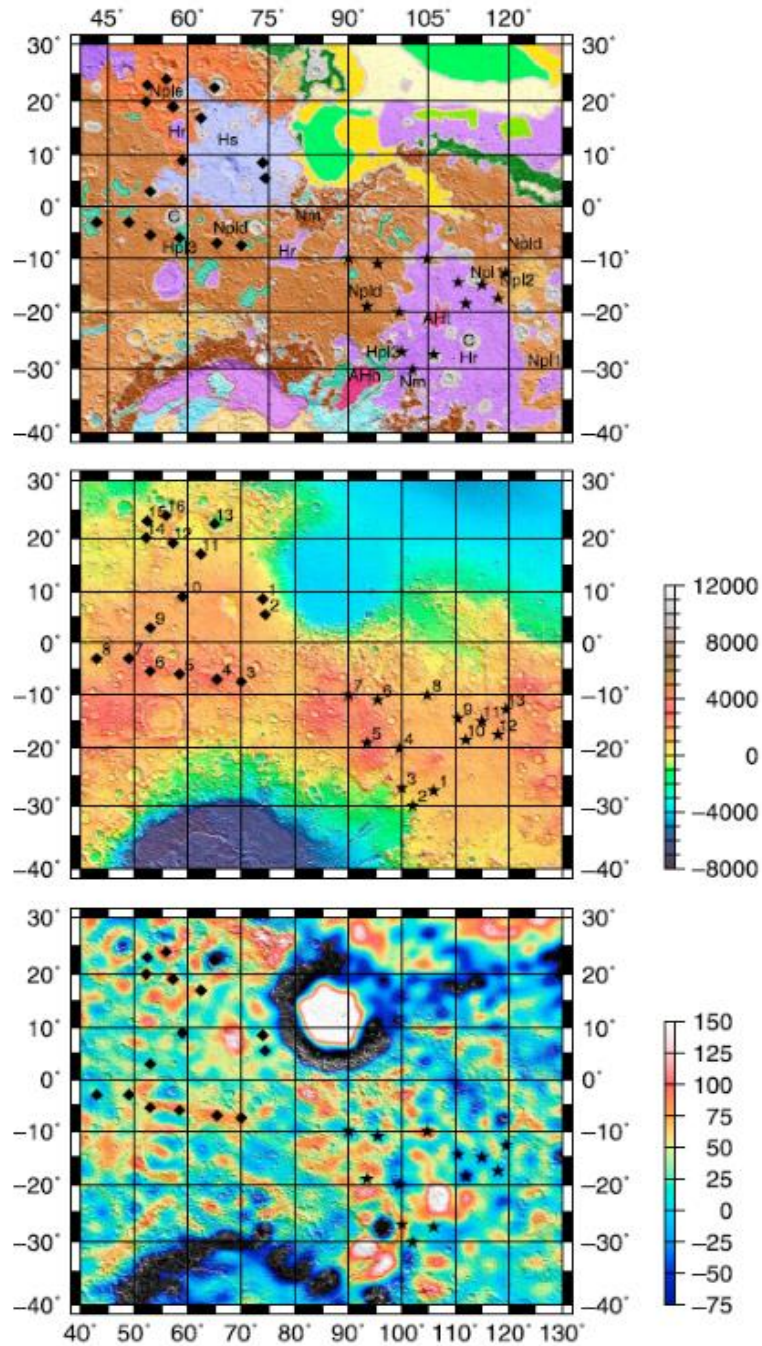 45° 60° 75° 90° 105° 120°
30° 30°
Nple
20° 20°
Hr Hs
10° 10°
0° 0°
C Nm
Npld Npld
Hpl3 Hr
−10° −10°
Npl1 Npl2
Npld
−20° −20°
AHt
C
Hpl3 Hr
Npl1
−30° AHh Nm −30°
−40° −40°
30° 30°
15 16 13
14 12
20° 20°
11
10° 10 1 10°
2
9
0° 0°
8 7 6 5 4 3
−10° 7 6 8 13 −10°
9 11 12
5 4 10
−20° −20°
3 1
−30° 2 −30°
−40° −40°
12000
8000
4000
0
−4000
−8000
30° 30°
20° 20°
10° 10°
0° 0°
−10° −10°
−20° −20°
−30° −30°
−40° −40°
40° 50° 60° 70° 80° 90° 100° 110° 120° 130°
150
125
100
75
50
25
0
−25
−50
−75